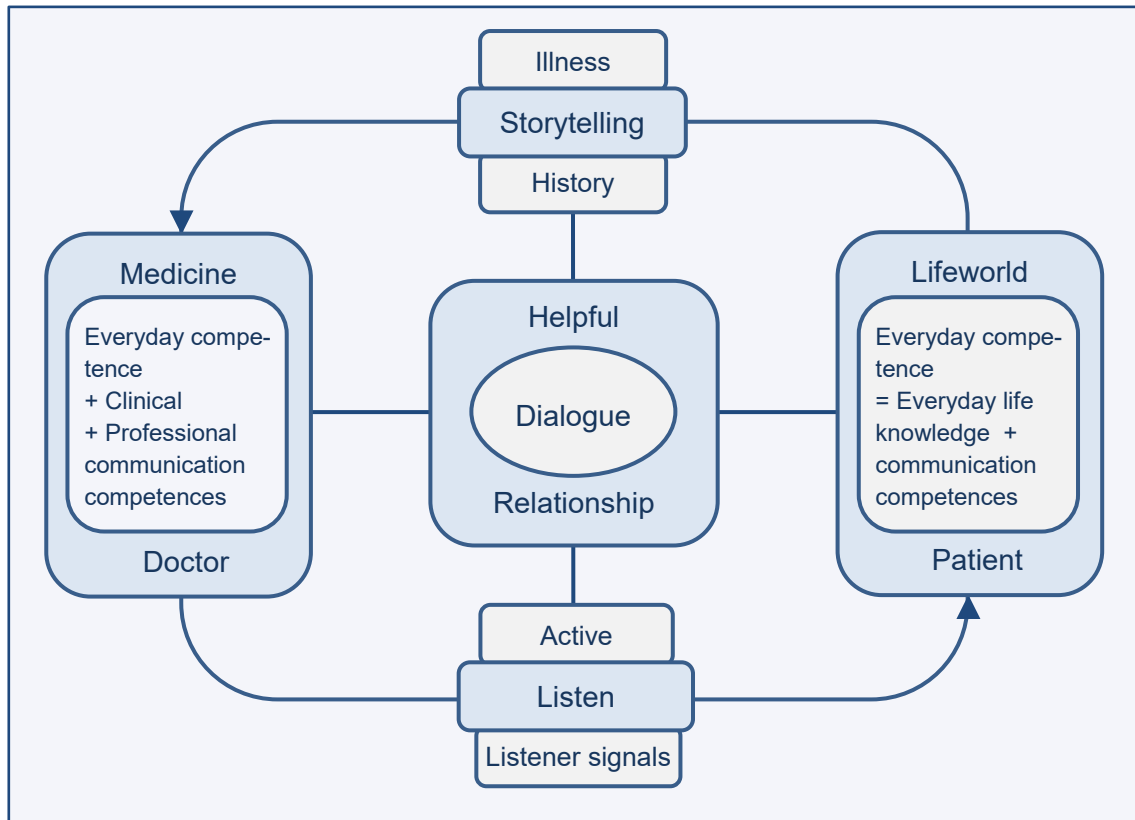 Illness
Storytelling
History
Medicine
Everyday compe-
tence
+ Clinical
+ Professional
communication
competences
Doctor
Helpful
Dialogue
Relationship
Lifeworld
Everyday compe-
tence
= Everyday life
knowledge +
communication
competences
Patient
Active
Listen
Listener signals